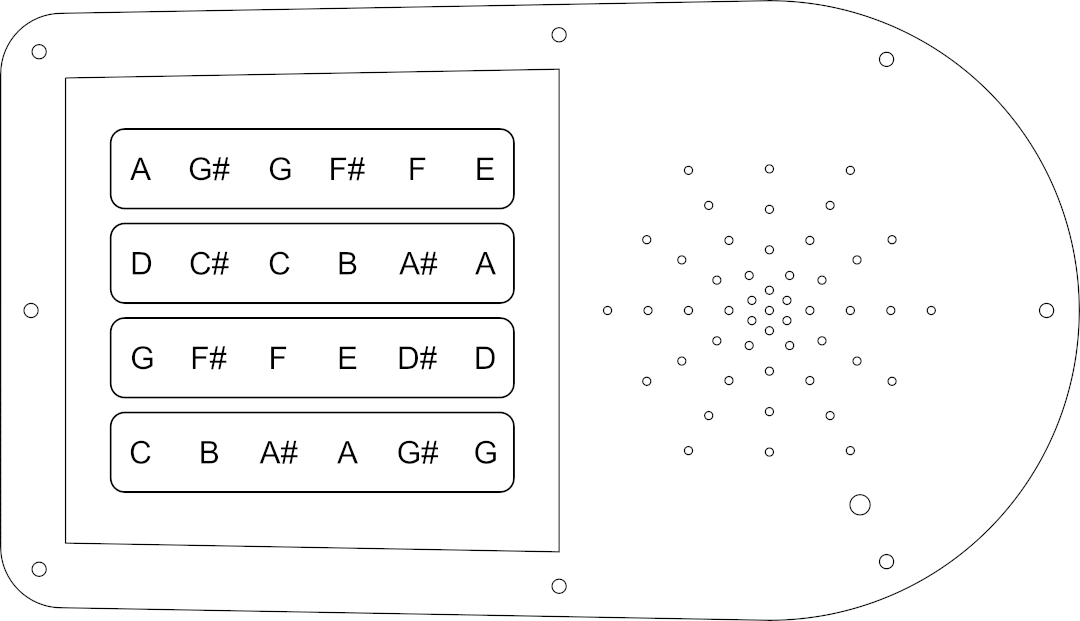 A G# G F# F E
D C# C B A# A
G F# F E D# D
C B A# A G# G